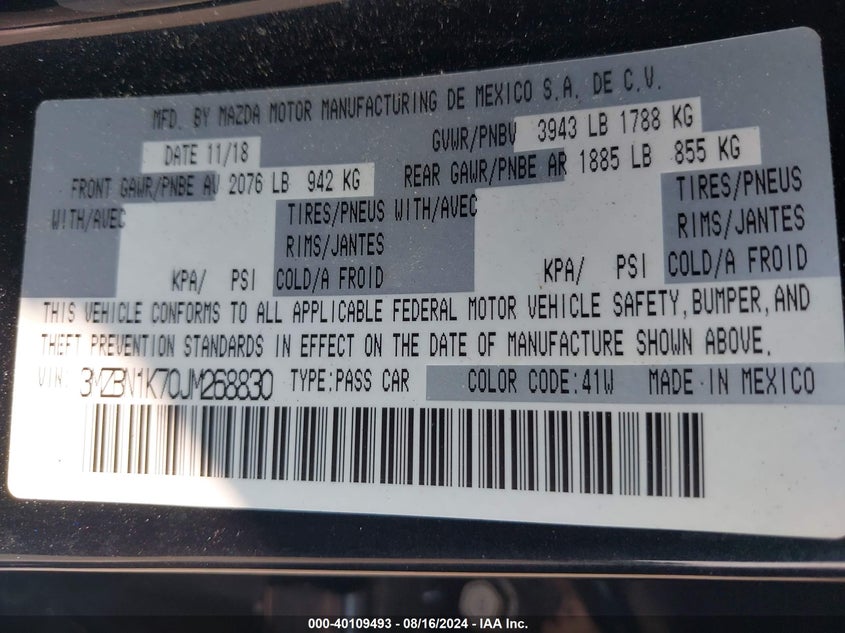 MFD. BY MAZDA MOTOR MANUFACTURING DE MEXICO S.A. DE C.V.
DATE 11/18 GVWR/PNBV 3943 LB 1788 KG
FRONT GAWR/PNBE AV 2076 LB 942 KG REAR GAWR/PNBE AR 1885 LB 855 KG
WITH/AVEC TIRES/PNEUS WITH/AVEC TIRES/PNEUS
RIMS/JANTES RIMS/JANTES
KPA/ PSI COLD/A FROID KPA/ PSI COLD/A FROID
THIS VEHICLE CONFORMS TO ALL APPLICABLE FEDERAL MOTOR VEHICLE SAFETY, BUMPER, AND
THEFT PREVENTION STANDARDS IN EFFECT ON THE DATE OF MANUFACTURE SHOWN ABOVE.
VIN: 3MZBN1K70JM268830 TYPE:PASS CAR COLOR CODE:41W MADE IN MEXICO
000-40109493 - 08/16/2024 - IAA Inc.